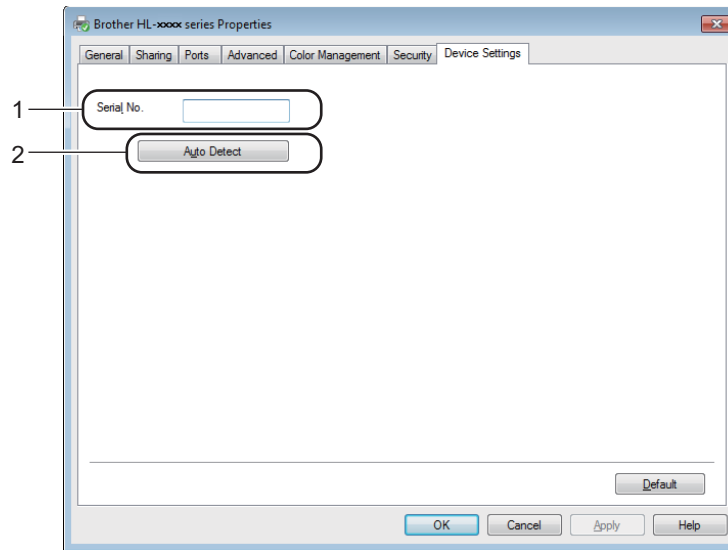 Brother HL-xxxx series Properties
General Sharing Ports Advanced Color Management Security Device Settings
1 Serial No.
2 Auto Detect
Default
OK Cancel Apply Help